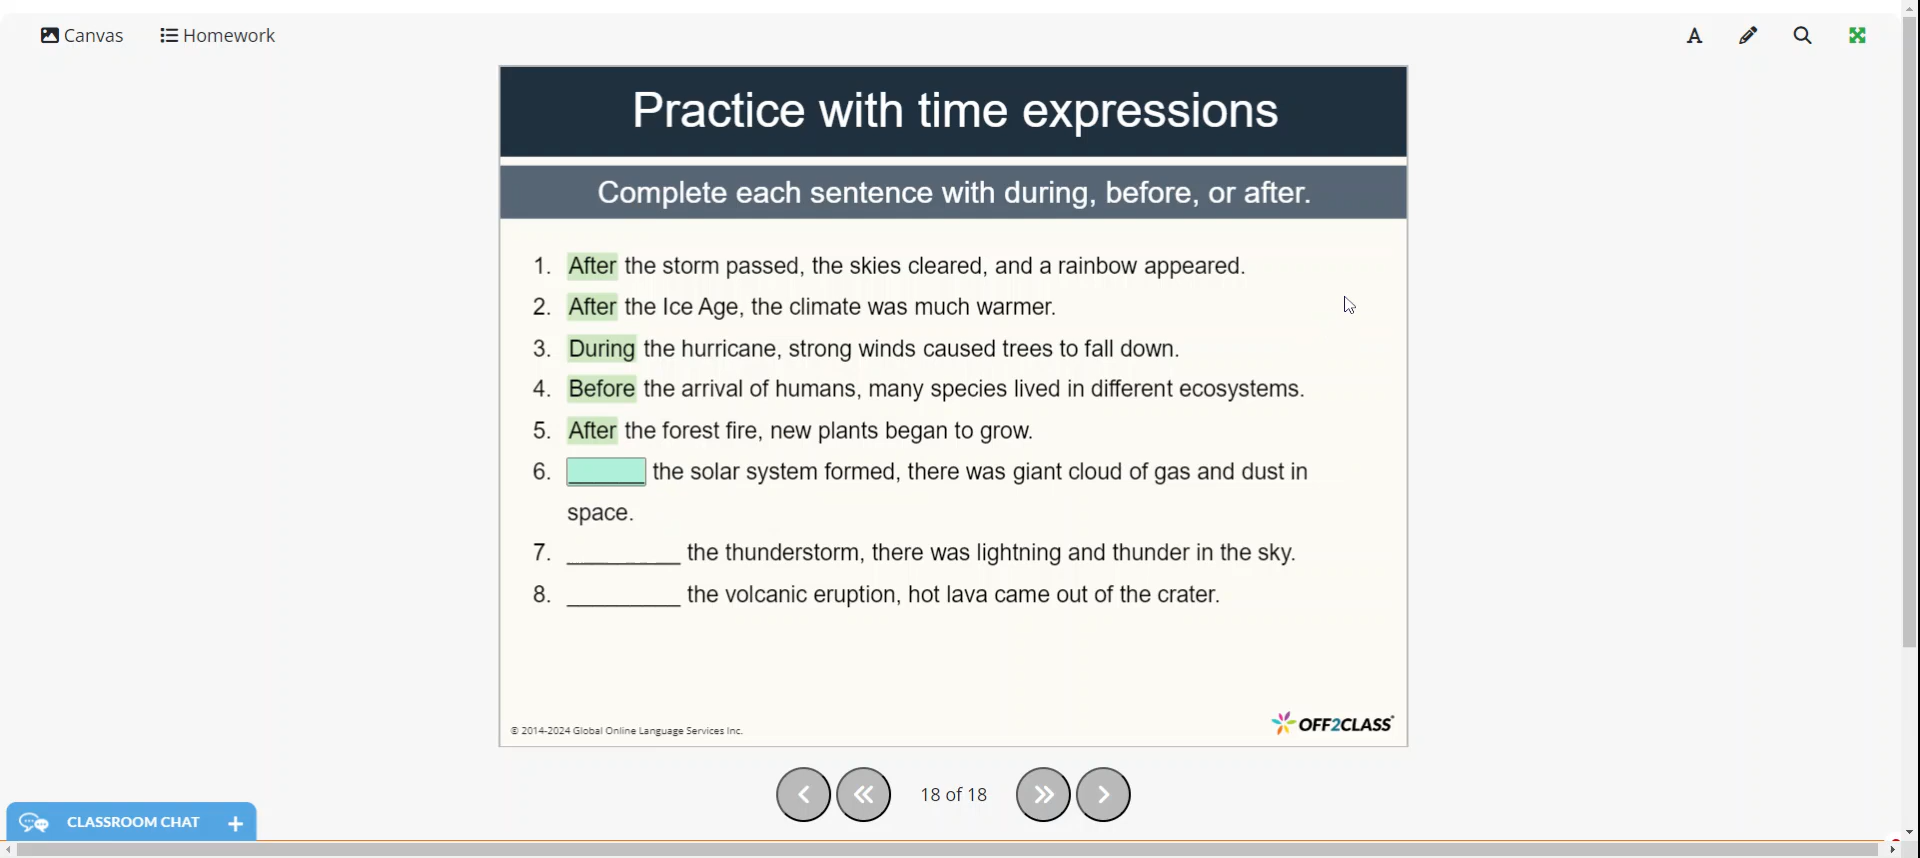 Canvas Homework A
Practice with time expressions
Complete each sentence with during, before, or after.
1. After the storm passed, the skies cleared, and a rainbow appeared.
2. After the Ice Age, the climate was much warmer.
3. During the hurricane, strong winds caused trees to fall down.
4. Before the arrival of humans, many species lived in different ecosystems.
5. After the forest fire, new plants began to grow.
6. _______ the solar system formed, there was giant cloud of gas and dust in
space.
7. _________ the thunderstorm, there was lightning and thunder in the sky.
8. _________ the volcanic eruption, hot lava came out of the crater.
© 2014-2024 Global Online Language Services Inc.
OFF2CLASS
18 of 18
CLASSROOM CHAT +